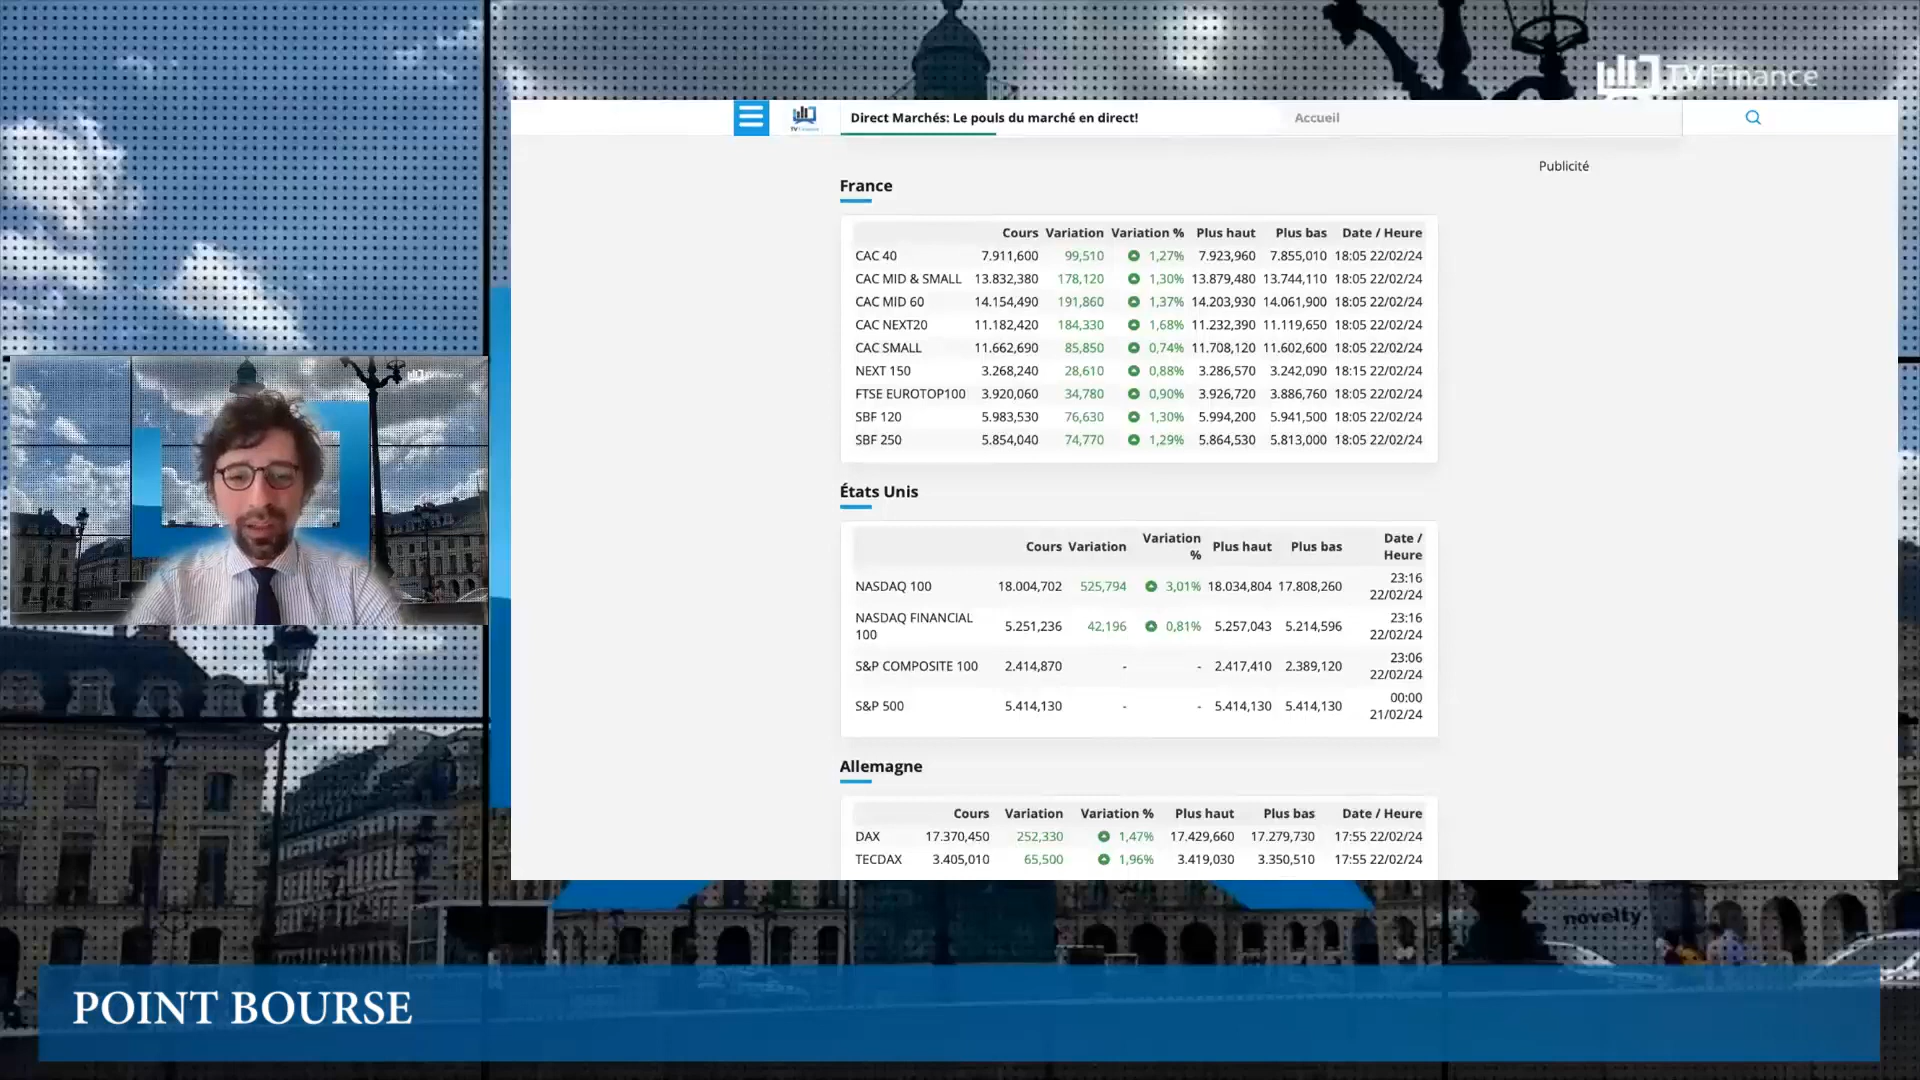 TV Finance
Direct Marchés: Le pouls du marché en direct!
Accueil
Publicité
France
Cours Variation Variation % Plus haut Plus bas Date / Heure
CAC 40 7.911,600 99,510 1,27% 7.923,960 7.855,010 18:05 22/02/24
CAC MID & SMALL 13.832,380 178,120 1,30% 13.879,480 13.744,110 18:05 22/02/24
CAC MID 60 14.154,490 191,860 1,37% 14.203,930 14.061,900 18:05 22/02/24
CAC NEXT20 11.182,420 184,330 1,68% 11.232,390 11.119,650 18:05 22/02/24
CAC SMALL 11.662,690 85,850 0,74% 11.708,120 11.602,600 18:05 22/02/24
NEXT 150 3.268,240 28,610 0,88% 3.286,570 3.242,090 18:15 22/02/24
FTSE EUROTOP100 3.920,060 34,780 0,90% 3.926,720 3.886,760 18:05 22/02/24
SBF 120 5.983,530 76,630 1,30% 5.994,200 5.941,500 18:05 22/02/24
SBF 250 5.854,040 74,770 1,29% 5.864,530 5.813,000 18:05 22/02/24
États Unis
Cours Variation Variation % Plus haut Plus bas Date / Heure
NASDAQ 100 18.004,702 525,794 3,01% 18.034,804 17.808,260 23:16 22/02/24
NASDAQ FINANCIAL 100 5.251,236 42,196 0,81% 5.257,043 5.214,596 23:16 22/02/24
S&P COMPOSITE 100 2.414,870 - - 2.417,410 2.389,120 23:06 22/02/24
S&P 500 5.414,130 - - 5.414,130 5.414,130 00:00 21/02/24
Allemagne
Cours Variation Variation % Plus haut Plus bas Date / Heure
DAX 17.370,450 252,330 1,47% 17.429,660 17.279,730 17:55 22/02/24
TECDAX 3.405,010 65,500 1,96% 3.419,030 3.350,510 17:55 22/02/24
novelty
POINT BOURSE